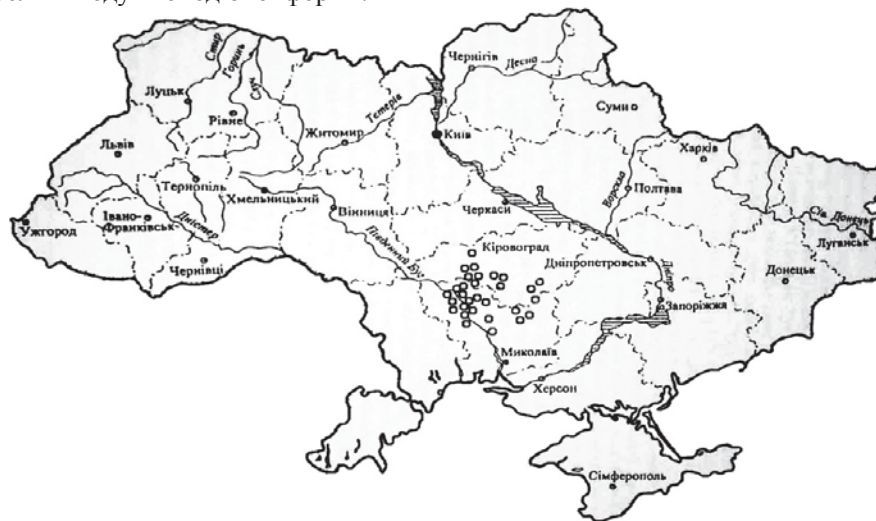 Стир
Горинь
Случ
Луцьк
Рівне
Львів
Тернопіль
Ужгород
Івано-
Франківськ
Дністер
Чернівці
Хмельницький
Житомир
Тетерів
Київ
Чернігів
Десна
Суми
Вінниця
Південний Буг
Черкаси
Кіровоград
Ворскла
Полтава
Харків
Сів. Донець
Луганськ
Донецьк
Дніпропетровськ
Дніпро
Запоріжжя
Миколаїв
Херсон
Сімферополь